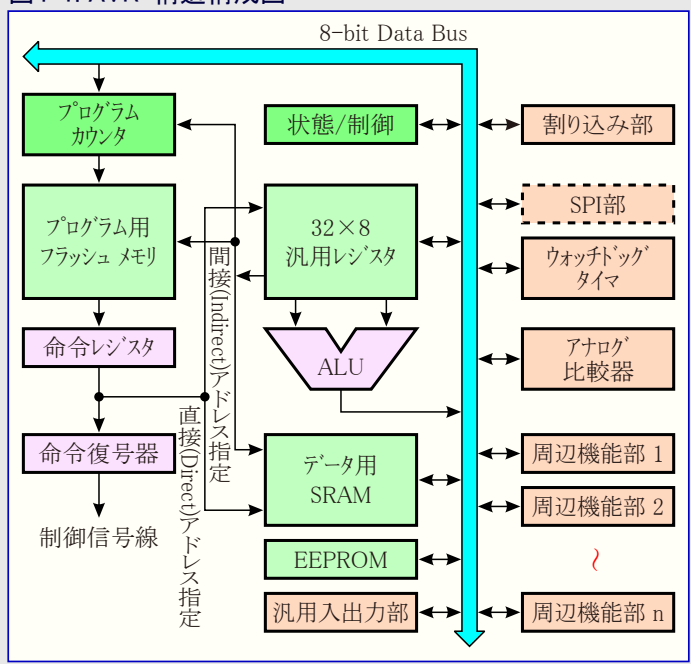 8-bit Data Bus
プログラム
カウンタ
状態/制御
割り込み部
プログラム用
フラッシュ メモリ
32×8
汎用レジスタ
SPI部
ウォッチドッグ
タイマ
間接(Indirect)アドレス指定
命令レジスタ
ALU
アナログ
比較器
直接(Direct)アドレス指定
命令復号器
データ用
SRAM
周辺機能部 1
周辺機能部 2
制御信号線
EEPROM
~
汎用入出力部
周辺機能部 n